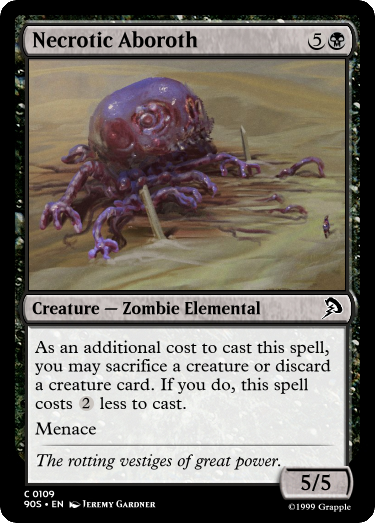 Necrotic Aboroth 5
Creature — Zombie Elemental
As an additional cost to cast this spell,
you may sacrifice a creature or discard
a creature card. If you do, this spell
costs 2 less to cast.
Menace
The rotting vestiges of great power.
5/5
C 0109
90S • EN Jeremy Gardner
©1999 Grapple